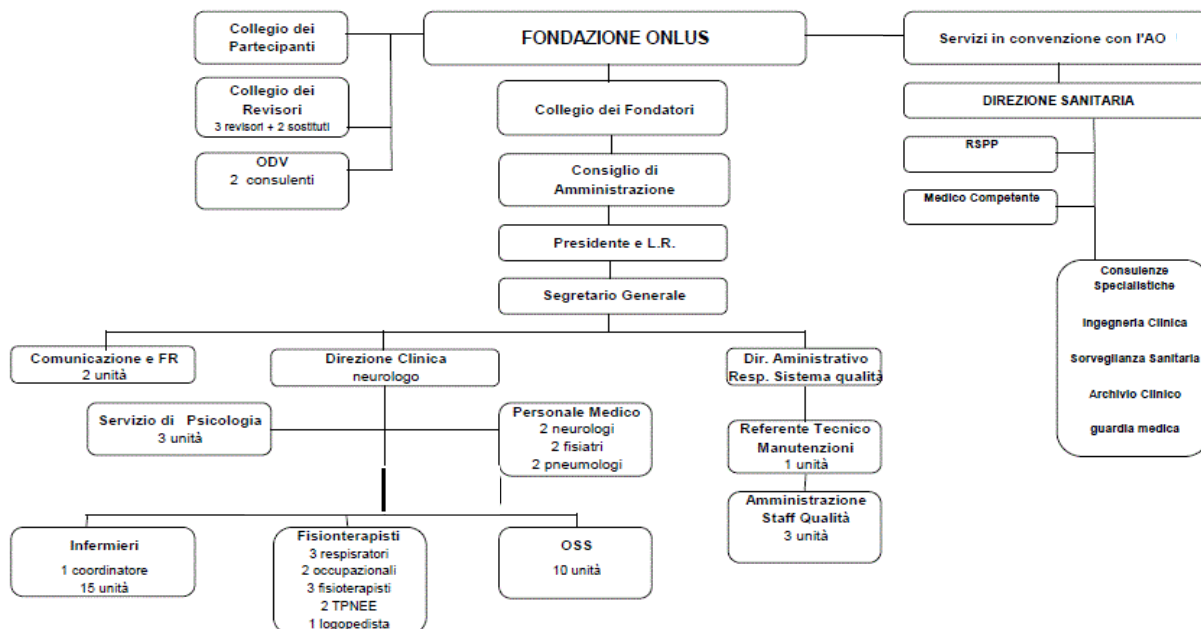 Collegio dei
Partecipanti
FONDAZIONE ONLUS
Servizi in convenzione con l'AO
Collegio dei
Revisori
3 revisori + 2 sostituti
Collegio dei Fondatori
DIREZIONE SANITARIA
ODV
2 consulenti
Consiglio di
Amministrazione
RSPP
Medico Competente
Presidente e L.R.
Segretario Generale
Consulenze
Specialistiche
Ingegneria Clinica
Sorveglianza Sanitaria
Archivio Clinico
guardia medica
Comunicazione e FR
2 unità
Direzione Clinica
neurologo
Dir. Aministrativo
Resp. Sistema qualità
Servizio di Psicologia
3 unità
Personale Medico
2 neurologi
2 fisiatri
2 pneumologi
Referente Tecnico
Manutenzioni
1 unità
Amministrazione
Staff Qualità
3 unità
Infermieri
1 coordinatore
15 unità
Fisionterapisti
3 respisratori
2 occupazionali
3 fisioterapisti
2 TPNEE
1 logopedista
OSS
10 unità